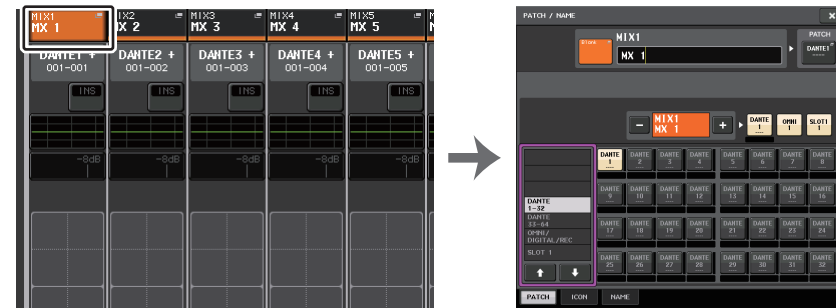 MIX1 IX2 MIX3 MIX4 MIX5
MX 1 X 2 MX 3 MX 4 MX 5
DANTE1 + DANTE2 + DANTE3 + DANTE4 + DANTE5 +
001-001 001-002 001-003 001-004 001-005
INS INS INS INS INS
-8dB -8dB -8dB -8dB -8dB
PATCH / NAME
Blank MIX1 PATCH
MX 1 DANTE1
MIX1
− MX 1 + DANTE 1 OMNI 1 SLOT1 1
DANTE 1 DANTE 2 DANTE 3 DANTE 4 DANTE 5 DANTE 6 DANTE 7 DANTE 8
DANTE 9 DANTE 10 DANTE 11 DANTE 12 DANTE 13 DANTE 14 DANTE 15 DANTE 16
DANTE 17 DANTE 18 DANTE 19 DANTE 20 DANTE 21 DANTE 22 DANTE 23 DANTE 24
DANTE 25 DANTE 26 DANTE 27 DANTE 28 DANTE 29 DANTE 30 DANTE 31 DANTE 32
DANTE
1-32
DANTE
33-64
OMNI/
DIGITAL/REC
SLOT 1
PATCH ICON NAME